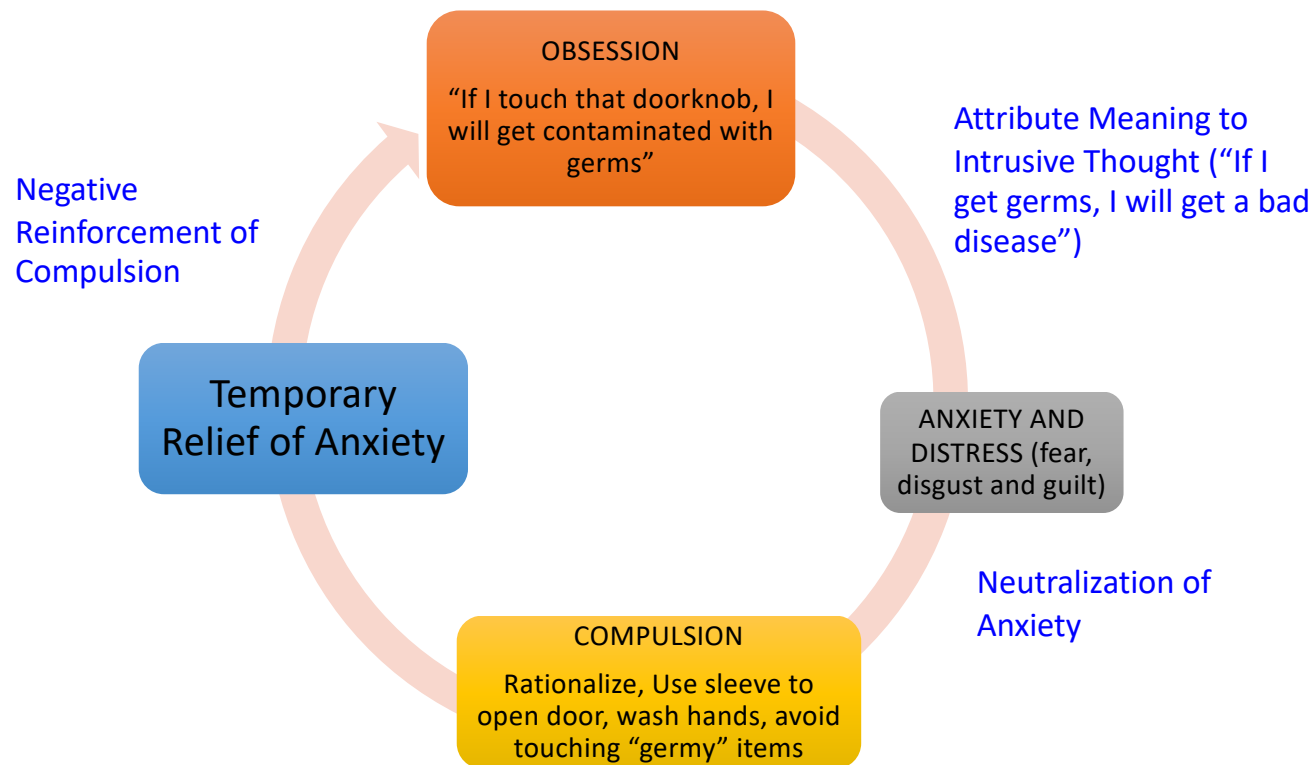 OBSESSION
“If I touch that doorknob, I
will get contaminated with
germs”
Attribute Meaning to
Intrusive Thought (“If I
get germs, I will get a bad
disease”)
ANXIETY AND
DISTRESS (fear,
disgust and guilt)
Neutralization of
Anxiety
COMPULSION
Rationalize, Use sleeve to
open door, wash hands, avoid
touching “germy” items
Temporary
Relief of Anxiety
Negative
Reinforcement of
Compulsion